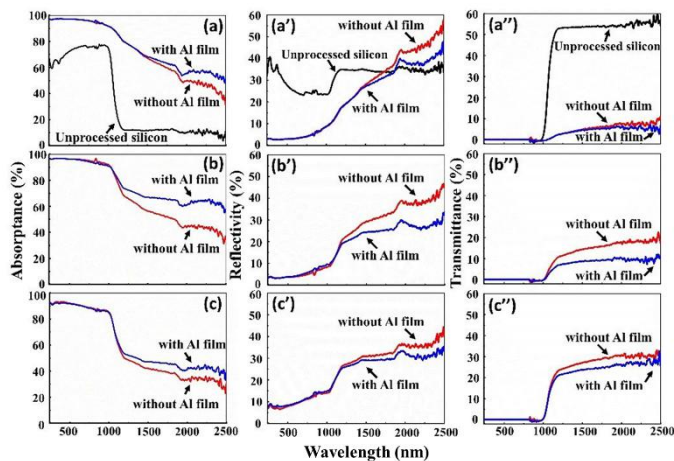 (a)
with Al film
without Al film
Unprocessed silicon
100
80
60
40
20
0
(a')
without Al film
Unprocessed silicon
with Al film
60
50
40
30
20
10
0
(a'')
Unprocessed silicon
without Al film
with Al film
60
50
40
30
20
10
0
(b)
with Al film
without Al film
100
80
60
40
20
0
Absorptance (%)
(b')
without Al film
with Al film
60
50
40
30
20
10
0
Reflectivity (%)
(b'')
without Al film
with Al film
60
50
40
30
20
10
0
Transmittance (%)
(c)
with Al film
without Al film
100
80
60
40
20
0
500 1000 1500 2000 2500
(c')
without Al film
with Al film
60
50
40
30
20
10
0
500 1000 1500 2000 2500
(c'')
without Al film
with Al film
60
50
40
30
20
10
0
500 1000 1500 2000 2500
Wavelength (nm)